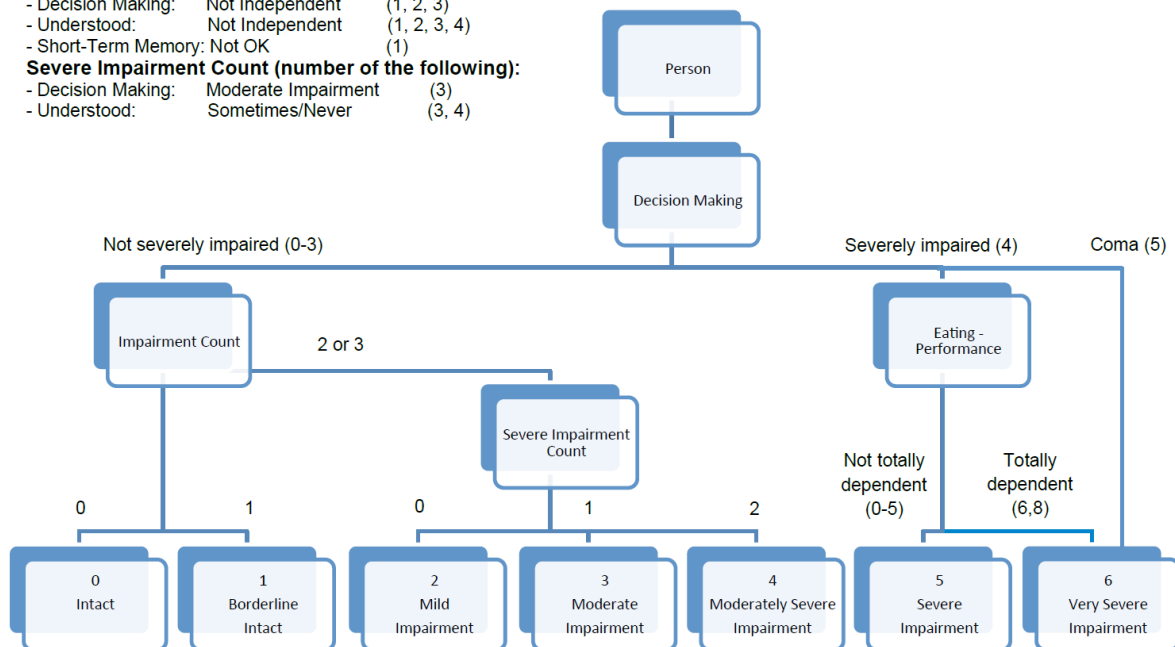 - Decision Making: Not Independent (1, 2, 3)
- Understood: Not Independent (1, 2, 3, 4)
- Short-Term Memory: Not OK (1)
Severe Impairment Count (number of the following):
- Decision Making: Moderate Impairment (3)
- Understood: Sometimes/Never (3, 4)
Person
Decision Making
Not severely impaired (0-3)
Severely impaired (4)
Coma (5)
Impairment Count
2 or 3
Eating -
Performance
Severe Impairment
Count
Not totally
dependent
(0-5)
Totally
dependent
(6,8)
0
1
0
1
2
0
Intact
1
Borderline
Intact
2
Mild
Impairment
3
Moderate
Impairment
4
Moderately Severe
Impairment
5
Severe
Impairment
6
Very Severe
Impairment